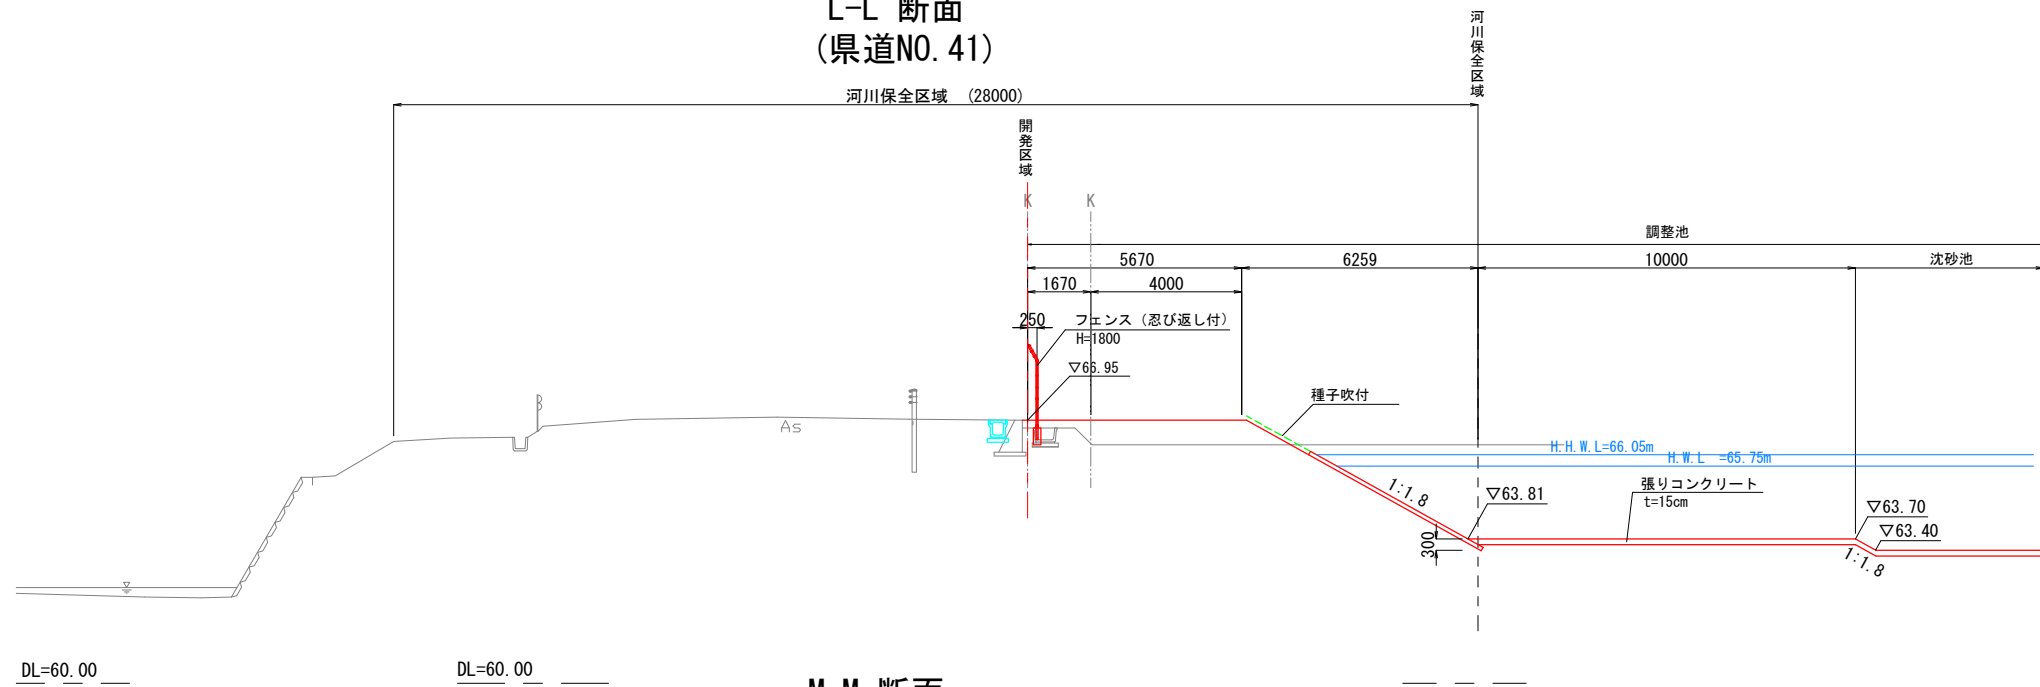 L-L 断面
(県道NO.41)
河川保全区域
河川保全区域 (28000)
開発区域
K
K
調整池
5670
6259
10000
沈砂池
1670
4000
250
フェンス（忍び返し付）
H=1800
▽66.95
種子吹付
As
H.H.W.L=66.05m
H.W.L =65.75m
1:1.8
▽63.81
張りコンクリート
t=15cm
▽63.70
▽63.40
300
1:1.8
DL=60.00
DL=60.00
M-M 断面